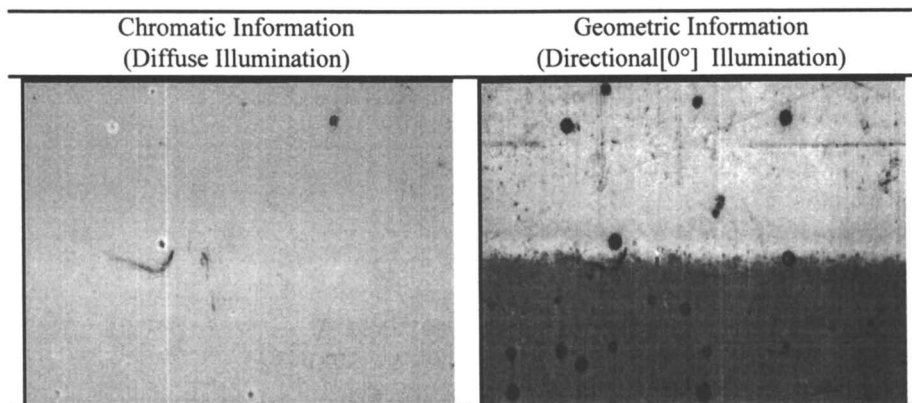 Chromatic Information
(Diffuse Illumination)
Geometric Information
(Directional[0°] Illumination)